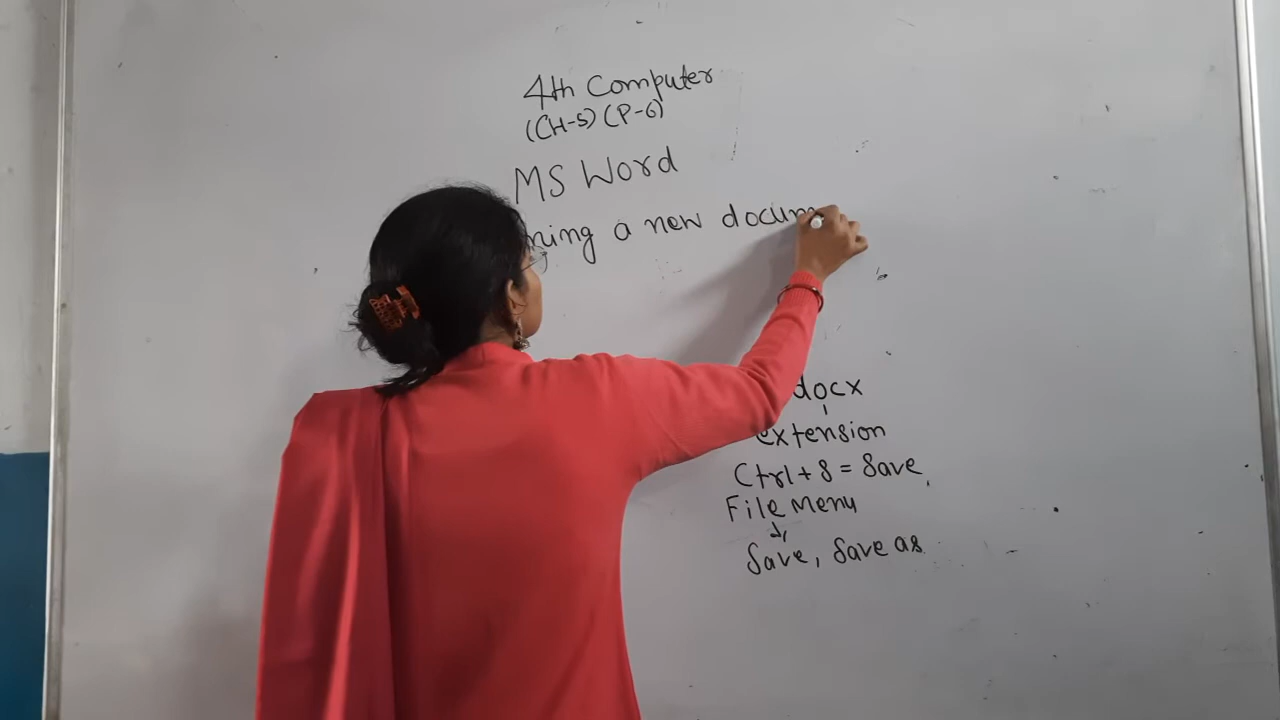 4th Computer
(CH-5) (P-6)
MS Word
ning a new docum
docx
extension
Ctrl + S = Save
File Menu
Save, Save as